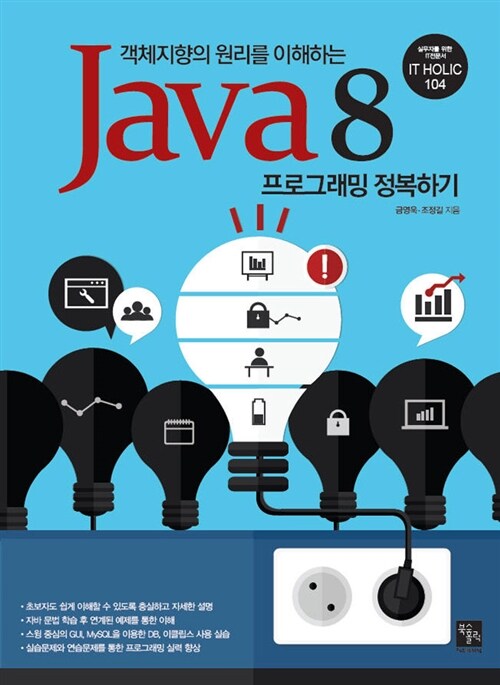 객체지향의 원리를 이해하는
실무자를 위한
IT전문서
IT HOLIC
104
Java 8
프로그래밍 정복하기
금영욱·조정길 지음
• 초보자도 쉽게 이해할 수 있도록 충실하고 자세한 설명
• 자바 문법 학습 후 연계된 예제를 통한 이해
• 스윙 중심의 GUI, MySQL을 이용한 DB, 이클립스 사용 실습
• 실습문제와 연습문제를 통한 프로그래밍 실력 향상
북스홀릭